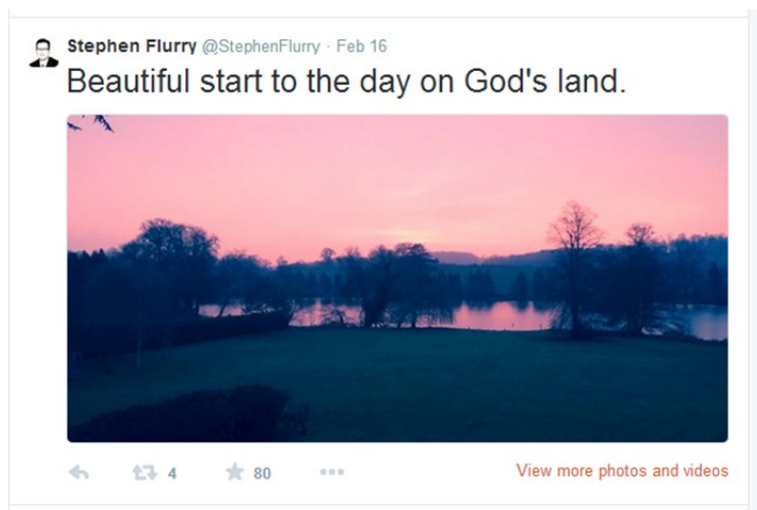 Stephen Flurry @StephenFlurry · Feb 16
Beautiful start to the day on God's land.
4 80 View more photos and videos